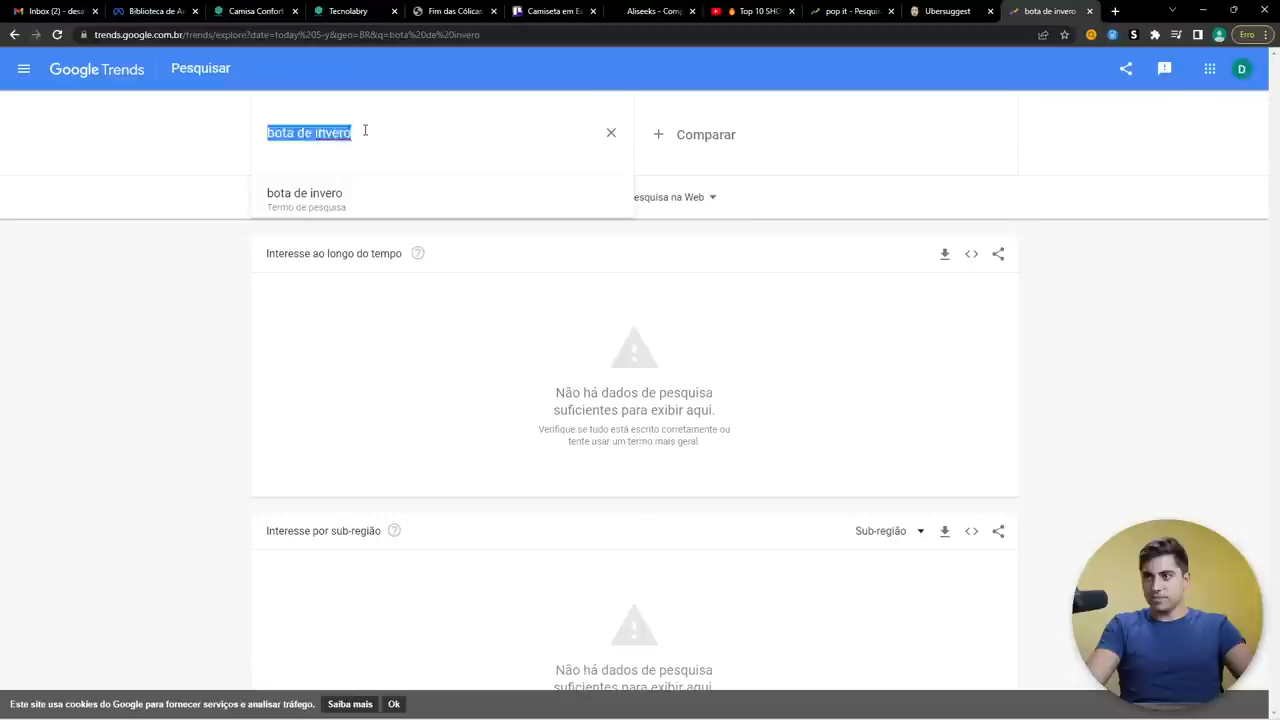 Inbox (2) - desa
Biblioteca de A
Camisa Confort
Tecnolabry
Fim das Cólicas
Camiseta em Es
Aliseeks - Comp
Top 10 SHO
pop it - Pesquis
Ubersuggest
bota de invero
trends.google.com.br/trends/explore?date=today%205-y&geo=BR&q=bota%20de%20invero
Erro
Google Trends
Pesquisar
D
bota de invero
+ Comparar
bota de invero
Termo de pesquisa
esquisa na Web
Interesse ao longo do tempo
Não há dados de pesquisa
suficientes para exibir aqui.
Verifique se tudo está escrito corretamente ou
tente usar um termo mais geral.
Interesse por sub-região
Sub-região
Não há dados de pesquisa
suficientes para exibir aqui.
Este site usa cookies do Google para fornecer serviços e analisar tráfego.
Saiba mais
Ok